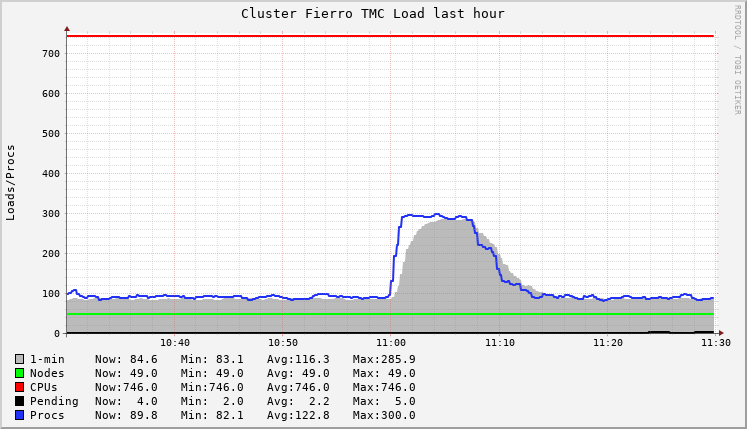 Cluster Fierro TMC Load last hour
RRDTOOL / TOBI OETIKER
Loads/Procs
700
600
500
400
300
200
100
0
10:40 10:50 11:00 11:10 11:20 11:30
1-min Now: 84.6 Min: 83.1 Avg:116.3 Max:285.9
Nodes Now: 49.0 Min: 49.0 Avg: 49.0 Max: 49.0
CPUs Now:746.0 Min:746.0 Avg:746.0 Max:746.0
Pending Now: 4.0 Min: 2.0 Avg: 2.2 Max: 5.0
Procs Now: 89.8 Min: 82.1 Avg:122.8 Max:300.0